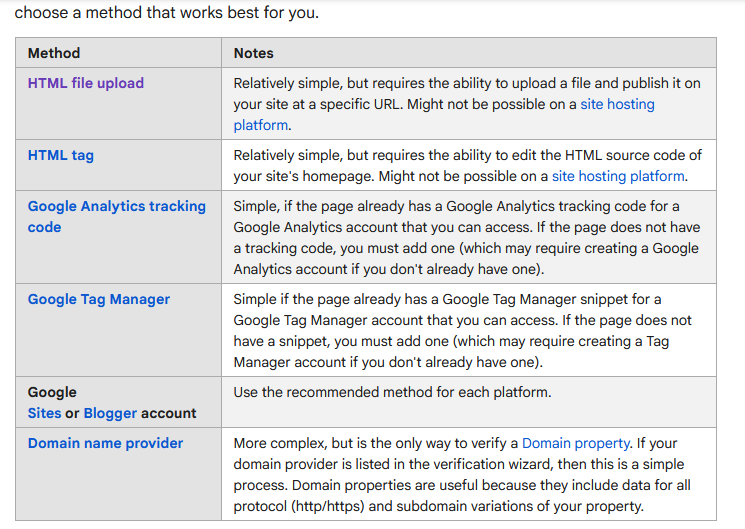 choose a method that works best for you.
Method
Notes
HTML file upload
Relatively simple, but requires the ability to upload a file and publish it on
your site at a specific URL. Might not be possible on a site hosting
platform.
HTML tag
Relatively simple, but requires the ability to edit the HTML source code of
your site's homepage. Might not be possible on a site hosting platform.
Google Analytics tracking
code
Simple, if the page already has a Google Analytics tracking code for a
Google Analytics account that you can access. If the page does not have
a tracking code, you must add one (which may require creating a Google
Analytics account if you don't already have one).
Google Tag Manager
Simple if the page already has a Google Tag Manager snippet for a
Google Tag Manager account that you can access. If the page does not
have a snippet, you must add one (which may require creating a Tag
Manager account if you don't already have one).
Google
Sites or Blogger account
Use the recommended method for each platform.
Domain name provider
More complex, but is the only way to verify a Domain property. If your
domain provider is listed in the verification wizard, then this is a simple
process. Domain properties are useful because they include data for all
protocol (http/https) and subdomain variations of your property.